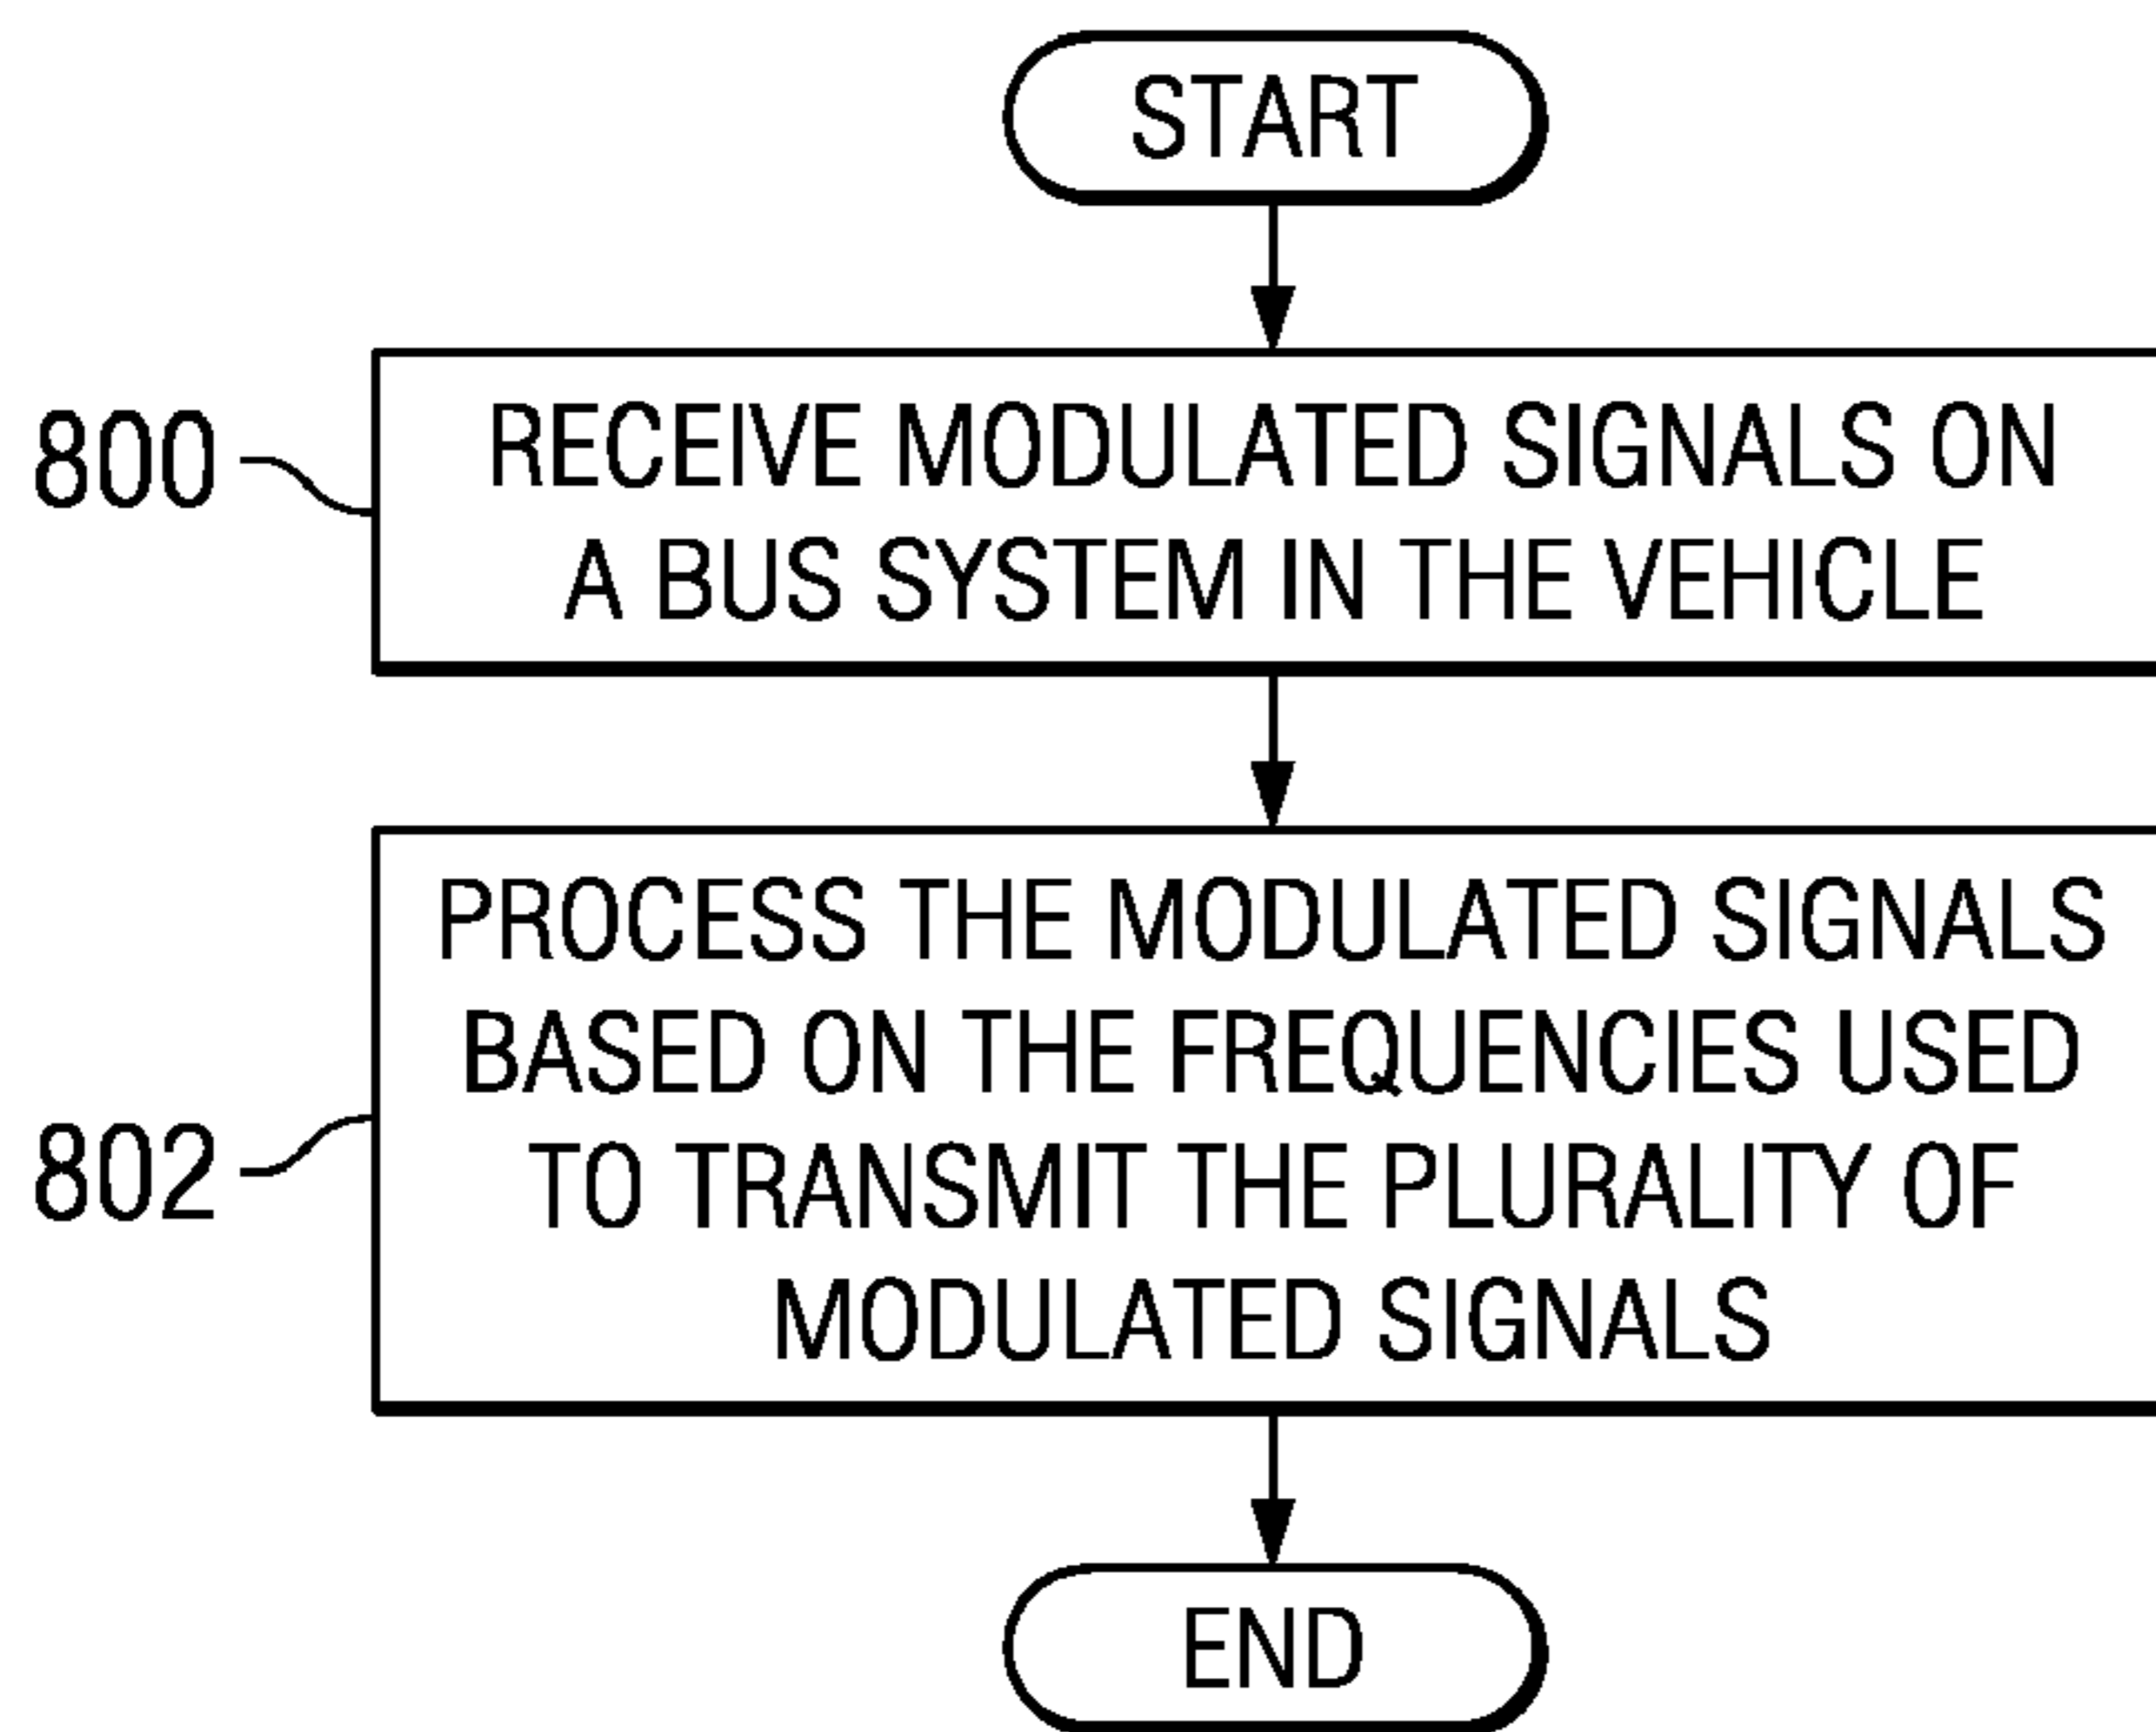 START
800
RECEIVE MODULATED SIGNALS ON
A BUS SYSTEM IN THE VEHICLE
802
PROCESS THE MODULATED SIGNALS
BASED ON THE FREQUENCIES USED
TO TRANSMIT THE PLURALITY OF
MODULATED SIGNALS
END